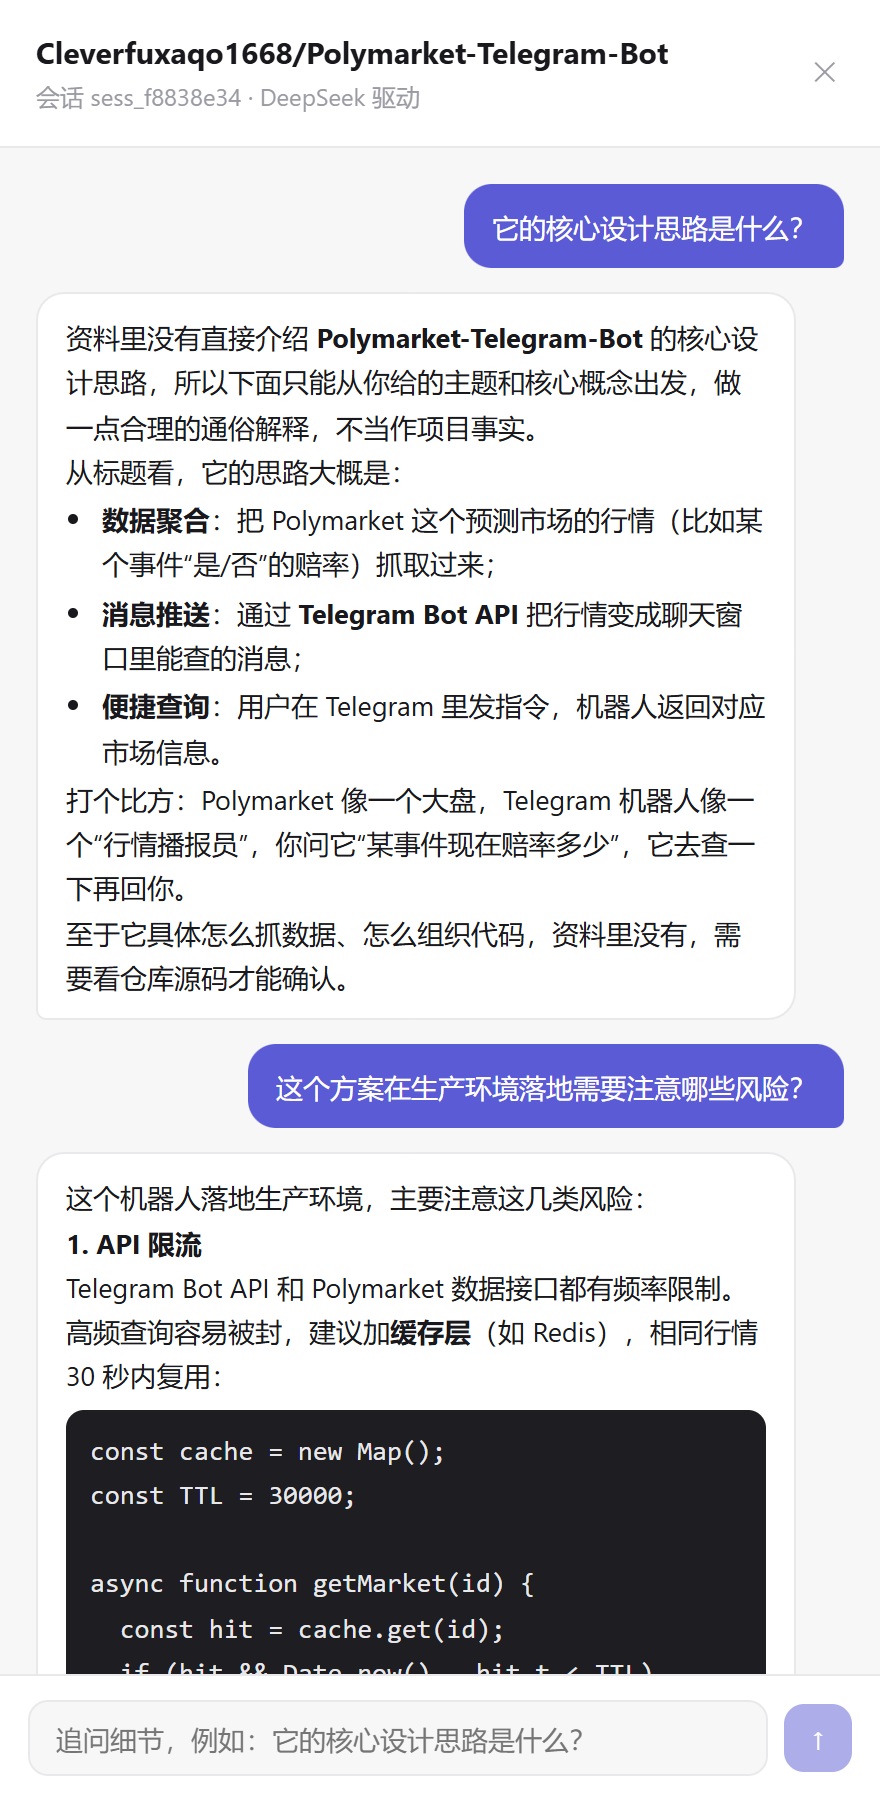 Cleverfuxaqo1668/Polymarket-Telegram-Bot
会话 sess_f8838e34 · DeepSeek 驱动
它的核心设计思路是什么？
资料里没有直接介绍 Polymarket-Telegram-Bot 的核心设
计思路，所以下面只能从你给的主题和核心概念出发，做
一点合理的通俗解释，不当作项目事实。
从标题看，它的思路大概是：
• 数据聚合：把 Polymarket 这个预测市场的行情（比如某
个事件“是/否”的赔率）抓取过来；
• 消息推送：通过 Telegram Bot API 把行情变成聊天窗
口里能查的消息；
• 便捷查询：用户在 Telegram 里发指令，机器人返回对应
市场信息。
打个比方：Polymarket 像一个大盘，Telegram 机器人像一
个“行情播报员”，你问它“某事件现在赔率多少”，它去查一
下再回你。
至于它具体怎么抓数据、怎么组织代码，资料里没有，需
要看仓库源码才能确认。
这个方案在生产环境落地需要注意哪些风险？
这个机器人落地生产环境，主要注意这几类风险：
1. API 限流
Telegram Bot API 和 Polymarket 数据接口都有频率限制。
高频查询容易被封，建议加缓存层（如 Redis），相同行情
30 秒内复用：
const cache = new Map();
const TTL = 30000;
async function getMarket(id) {
const hit = cache.get(id);
if (hit && Date.now() - hit.t < TTL)
追问细节，例如：它的核心设计思路是什么？
↑